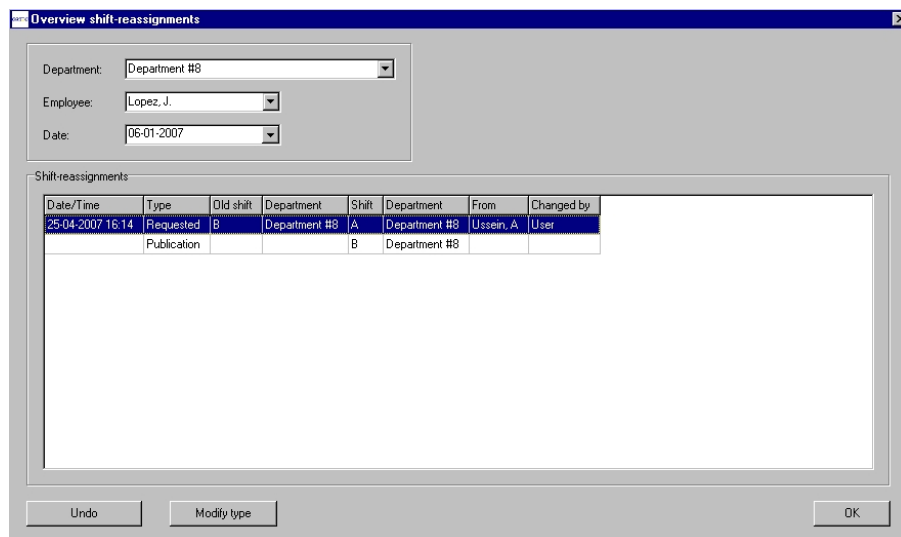 Overview shift-reassignments
Department: Department #8
Employee: Lopez, J.
Date: 06-01-2007
Shift-reassignments
Date/Time Type Old shift Department Shift Department From Changed by
25-04-2007 16:14 Requested B Department #8 A Department #8 Ussein, A User
Publication B Department #8
Undo Modify type OK